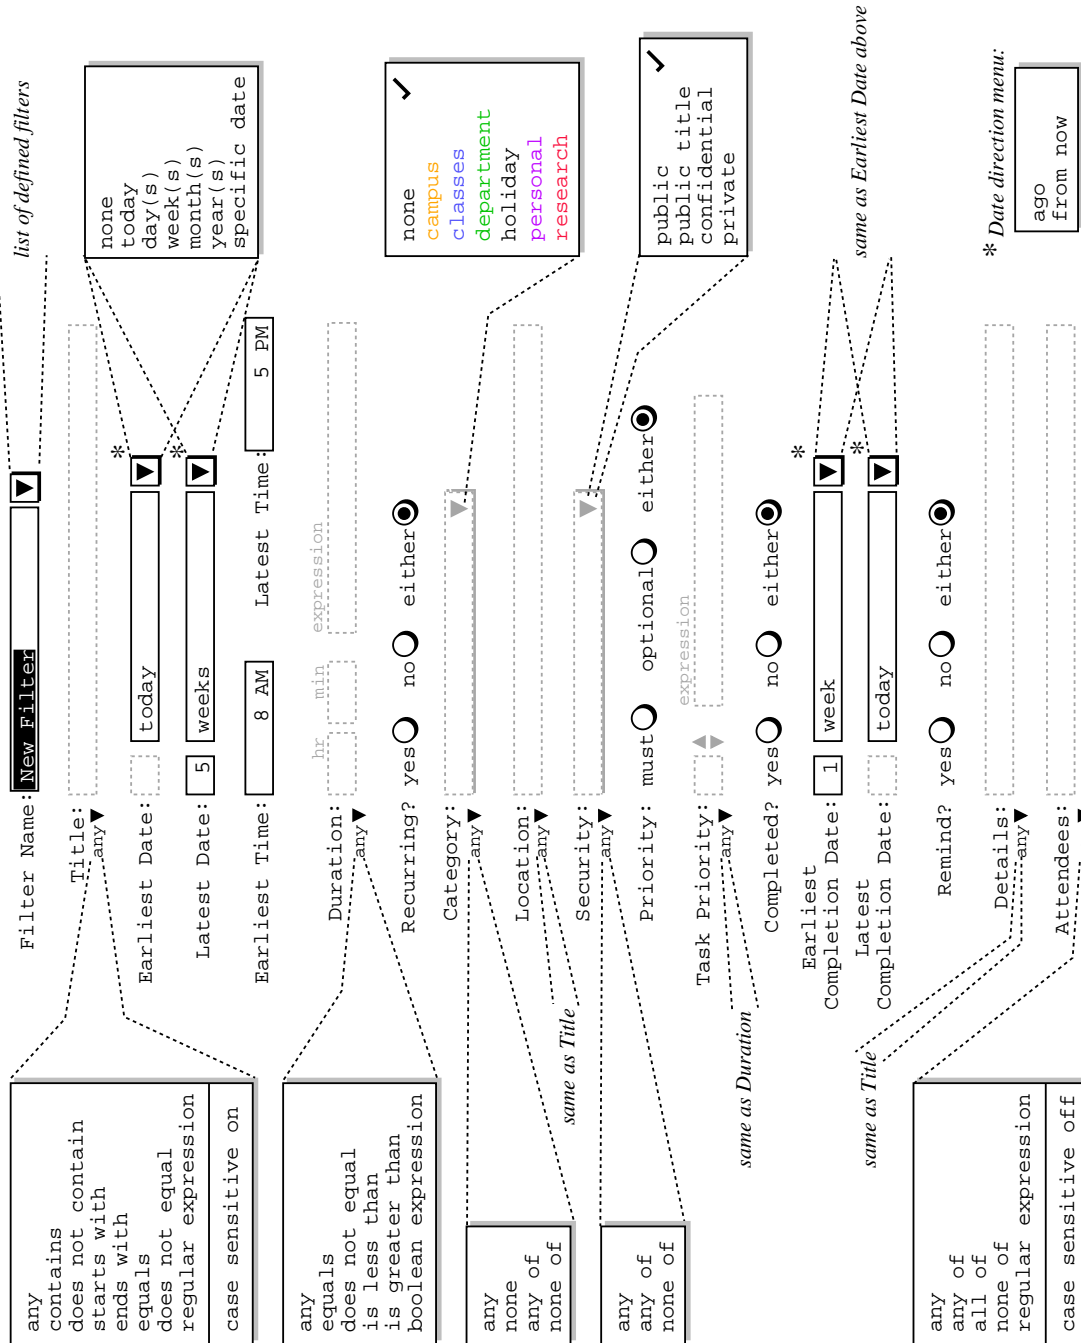 list of defined filters
Filter Name: New Filter
Title:
any
any
contains
does not contain
starts with
ends with
equals
does not equal
regular expression
case sensitive on
Earliest Date: today *
Latest Date: 5 weeks *
none
today
day(s)
week(s)
month(s)
year(s)
specific date
Earliest Time: 8 AM Latest Time: 5 PM
hr min expression
Duration:
any
any
equals
does not equal
is less than
is greater than
boolean expression
Recurring? yes no either
Category:
any
any
none
any of
none of
none ✓
campus
classes
department
holiday
personal
research
Location:
any
same as Title
Security:
any
any
any of
none of
public ✓
public title
confidential
private
Priority: must optional either
expression
Task Priority:
any
same as Duration
Completed? yes no either
Earliest
Completion Date: 1 week *
Latest
Completion Date: today *
same as Earliest Date above
Remind? yes no either
Details:
any
same as Title
Attendees:
any
any of
all of
none of
regular expression
case sensitive off
* Date direction menu:
ago
from now